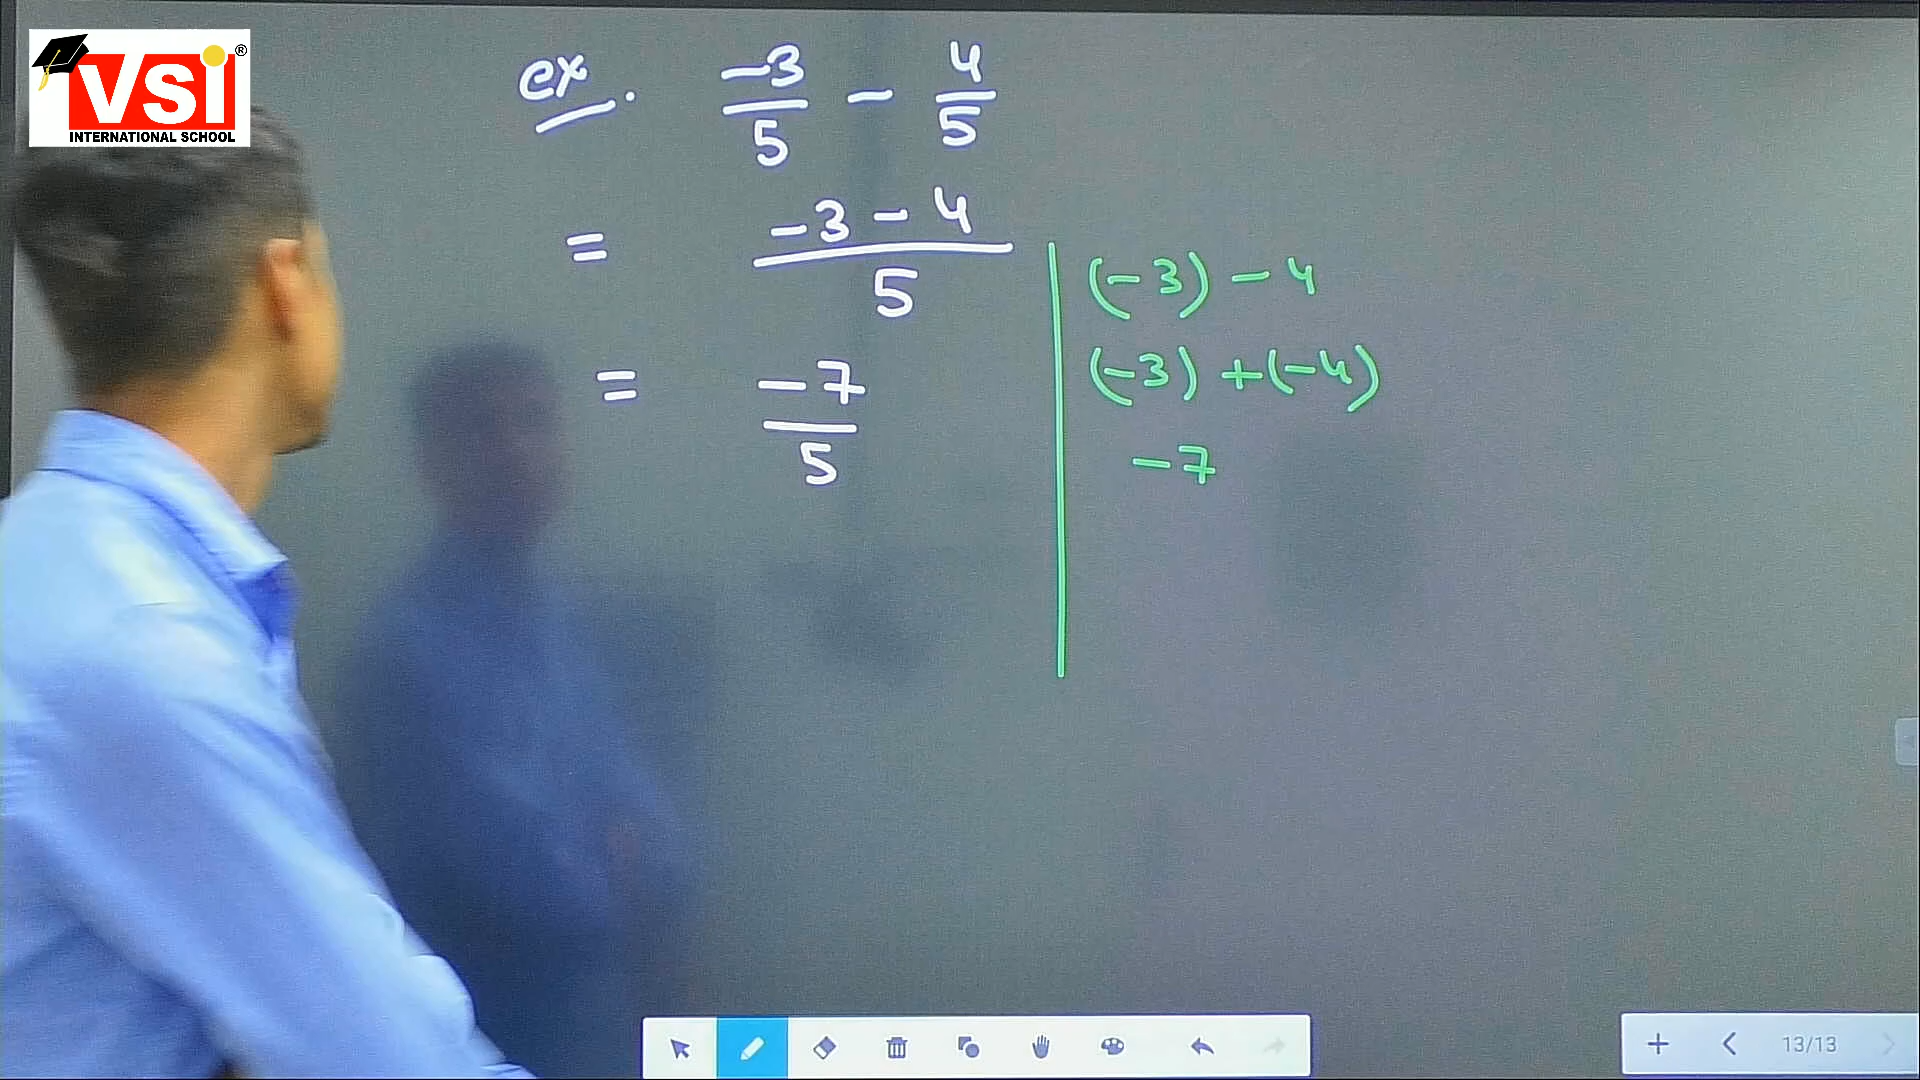 VSI®
INTERNATIONAL SCHOOL
ex. -3/5 - 4/5
= (-3 - 4)/5
= -7/5
(-3) - 4
(-3) + (-4)
-7
13/13